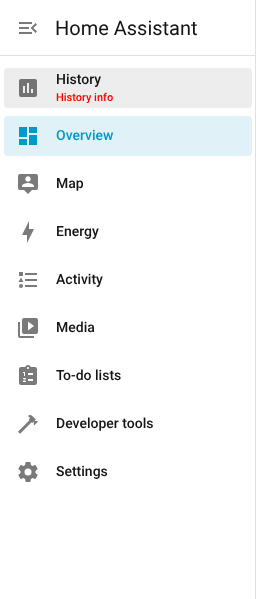 Home Assistant
History
History info
Overview
Map
Energy
Activity
Media
To-do lists
Developer tools
Settings